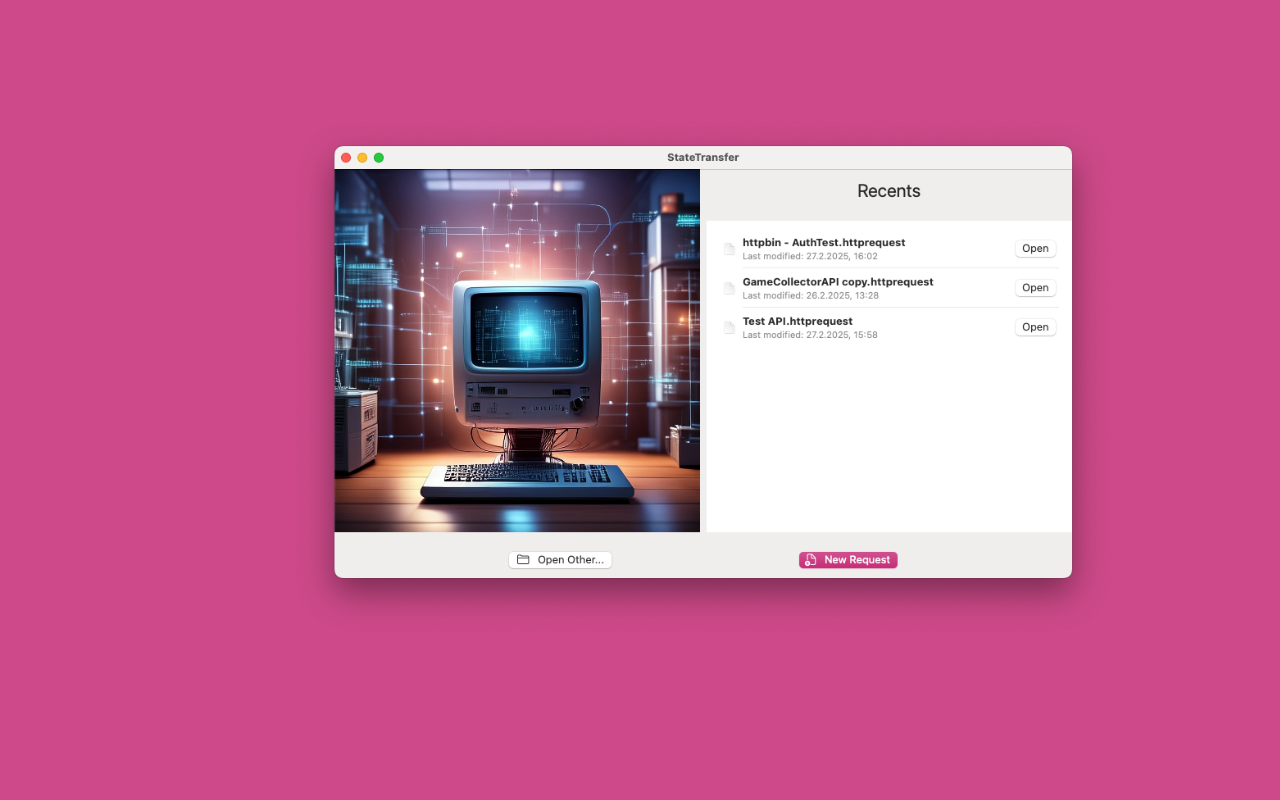 StateTransfer
Recents
httpbin - AuthTest.httprequest
Last modified: 27.2.2025, 16:02
Open
GameCollectorAPI copy.httprequest
Last modified: 26.2.2025, 13:28
Open
Test API.httprequest
Last modified: 27.2.2025, 15:58
Open
Open Other...
New Request